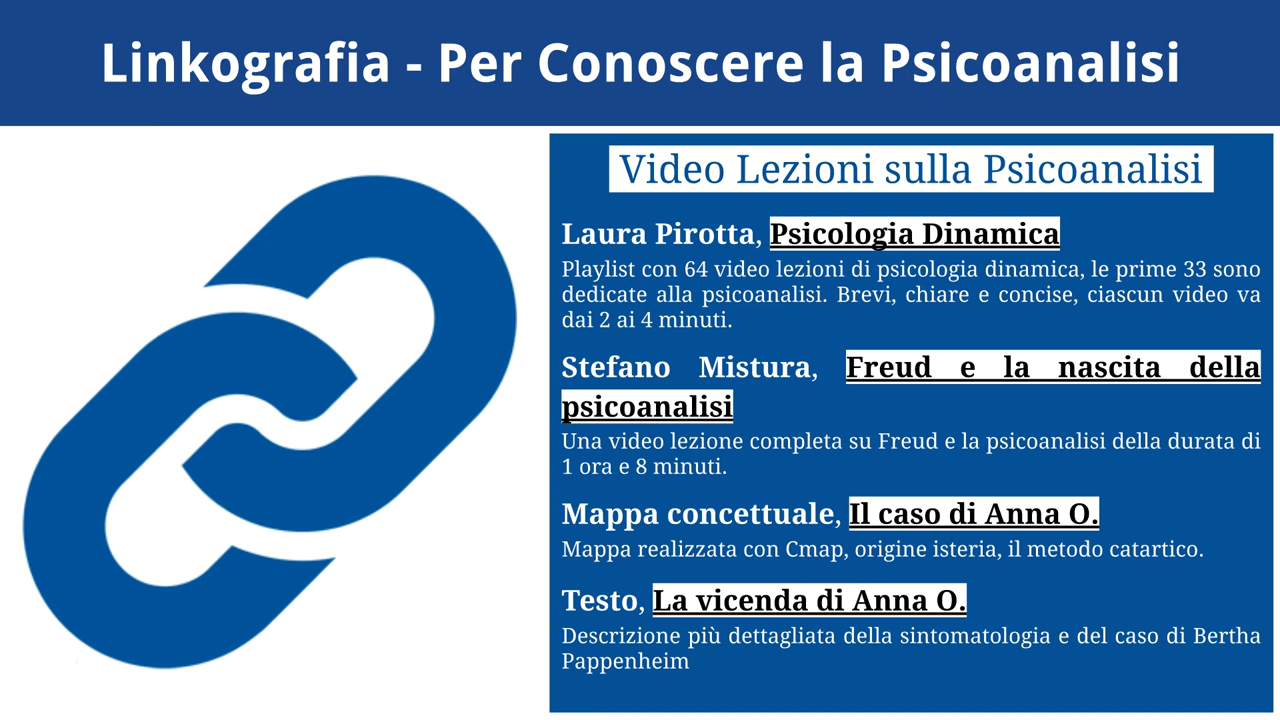 Linkografia - Per Conoscere la Psicoanalisi
Video Lezioni sulla Psicoanalisi
Laura Pirotta, Psicologia Dinamica
Playlist con 64 video lezioni di psicologia dinamica, le prime 33 sono
dedicate alla psicoanalisi. Brevi, chiare e concise, ciascun video va
dai 2 ai 4 minuti.
Stefano Mistura, Freud e la nascita della
psicoanalisi
Una video lezione completa su Freud e la psicoanalisi della durata di
1 ora e 8 minuti.
Mappa concettuale, Il caso di Anna O.
Mappa realizzata con Cmap, origine isteria, il metodo catartico.
Testo, La vicenda di Anna O.
Descrizione più dettagliata della sintomatologia e del caso di Bertha
Pappenheim